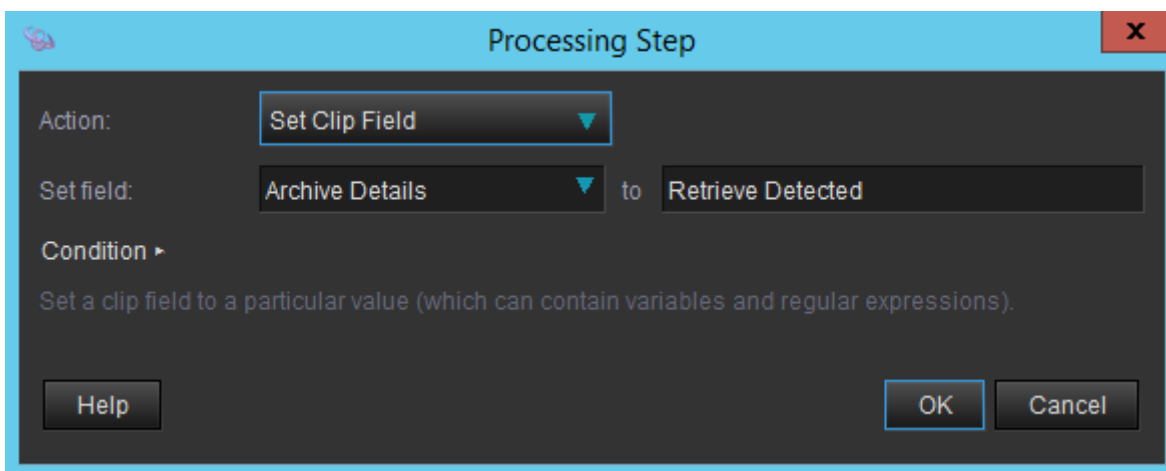 Processing Step
x
Action: Set Clip Field
Set field: Archive Details to Retrieve Detected
Condition
Set a clip field to a particular value (which can contain variables and regular expressions).
Help OK Cancel